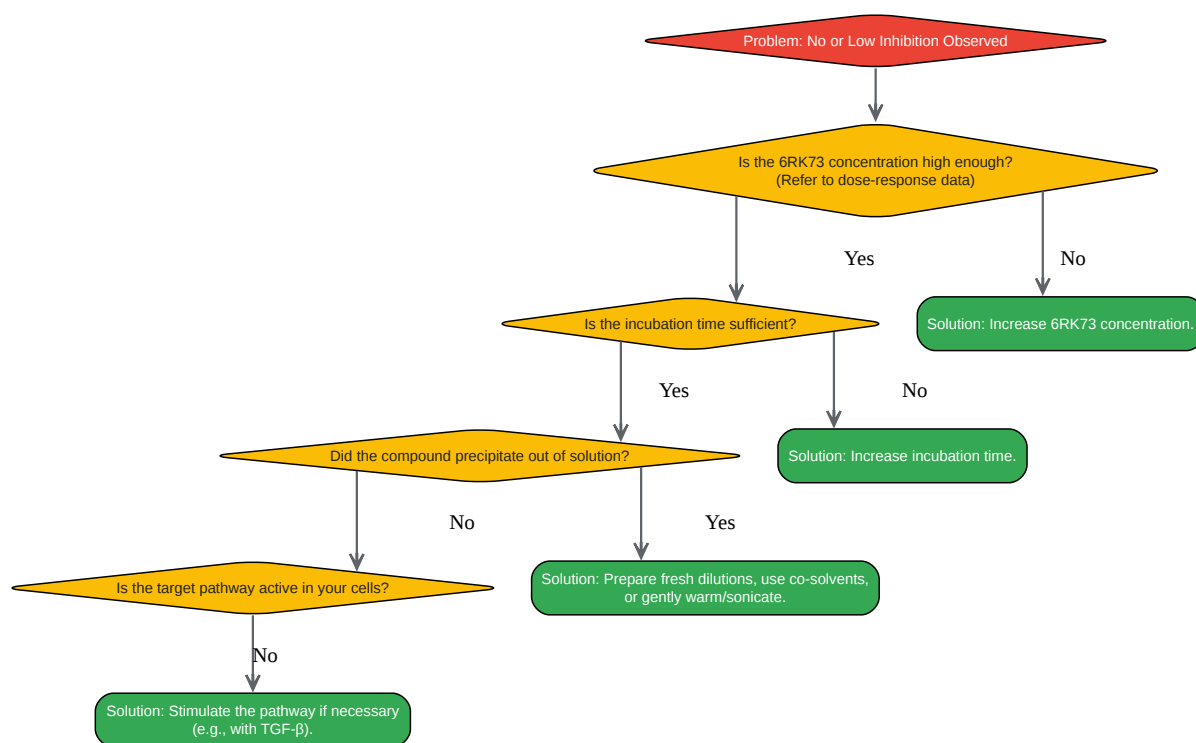 Problem: No or Low Inhibition Observed
Is the 6RK73 concentration high enough?
(Refer to dose-response data)
Yes
No
Is the incubation time sufficient?
Solution: Increase 6RK73 concentration.
Yes
No
Did the compound precipitate out of solution?
Solution: Increase incubation time.
No
Yes
Is the target pathway active in your cells?
Solution: Prepare fresh dilutions, use co-solvents,
or gently warm/sonicate.
No
Solution: Stimulate the pathway if necessary
(e.g., with TGF-β).